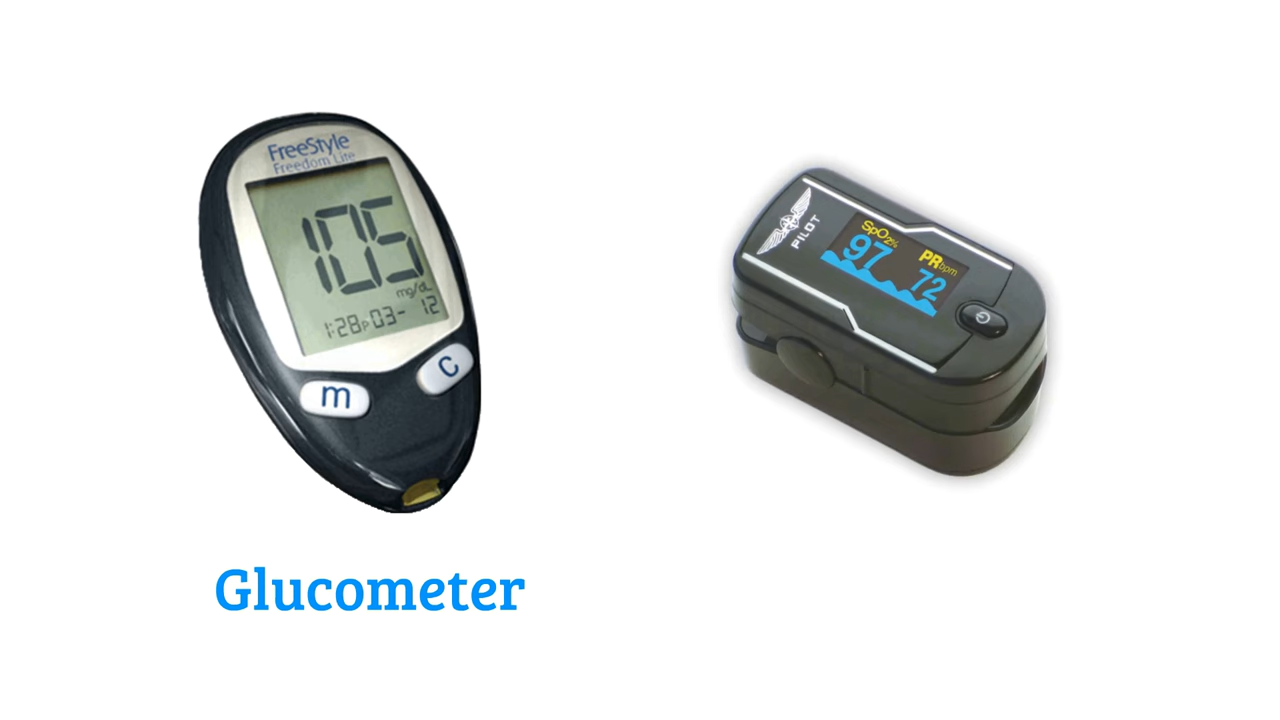 FreeStyle
Freedom Lite
105
mg/dL
1:28P 03- 12
m
C
PILOT
SpO2%
97
PRbpm
72
Glucometer